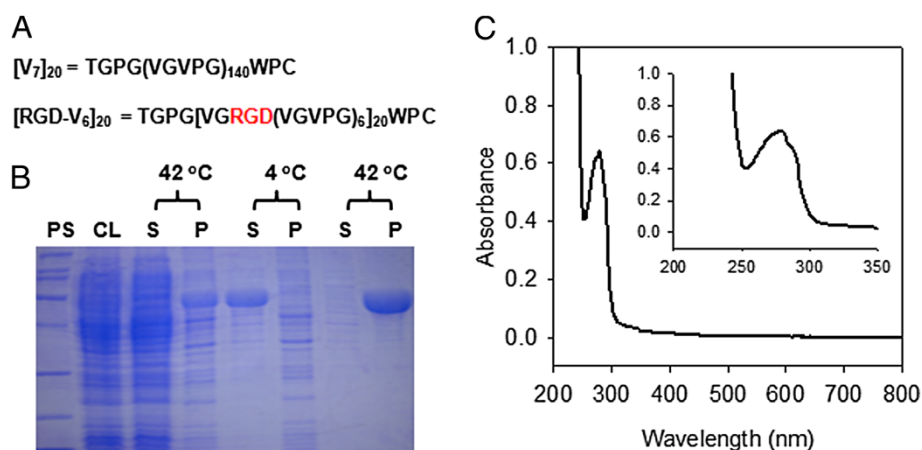 A
[V₇]₂₀ = TGPG(VGVPG)₁₄₀WPC
[RGD-V₆]₂₀ = TGPG[VGRGD(VGVPG)₆]₂₀WPC
B
42 °C 4 °C 42 °C
PS CL S P S P S P
C
1.0
0.8
0.6
0.4
0.2
0.0
Absorbance
200 300 400 500 600 700 800
Wavelength (nm)
1.0
0.8
0.6
0.4
0.2
0.0
200 250 300 350